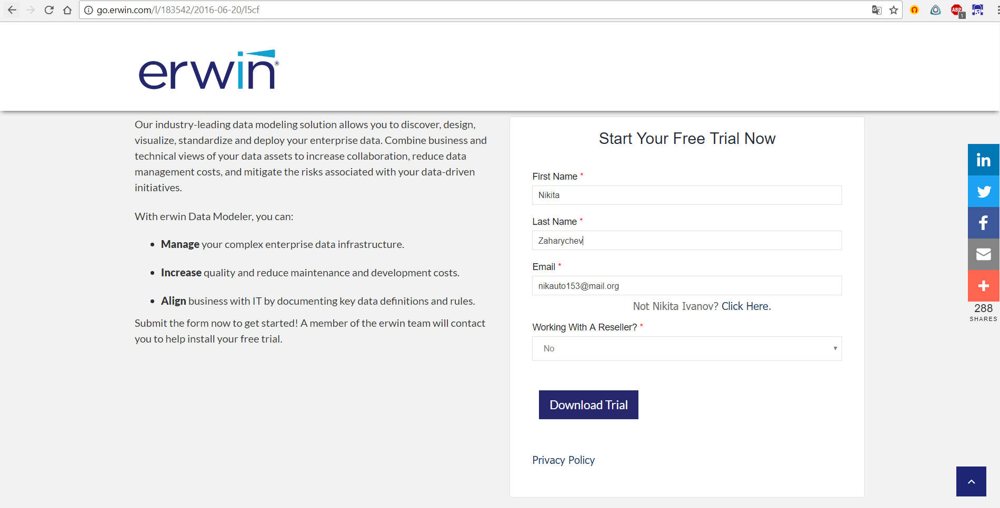 go.erwin.com/l/183542/2016-06-20/l5cf
ABP
1
erwin®
Our industry-leading data modeling solution allows you to discover, design,
visualize, standardize and deploy your enterprise data. Combine business and
technical views of your data assets to increase collaboration, reduce data
management costs, and mitigate the risks associated with your data-driven
initiatives.
With erwin Data Modeler, you can:
• Manage your complex enterprise data infrastructure.
• Increase quality and reduce maintenance and development costs.
• Align business with IT by documenting key data definitions and rules.
Submit the form now to get started! A member of the erwin team will contact
you to help install your free trial.
Start Your Free Trial Now
First Name *
Nikita
Last Name *
Zaharychev
Email *
nikauto153@mail.org
Not Nikita Ivanov? Click Here.
Working With A Reseller? *
No
Download Trial
Privacy Policy
in
f
288
SHARES